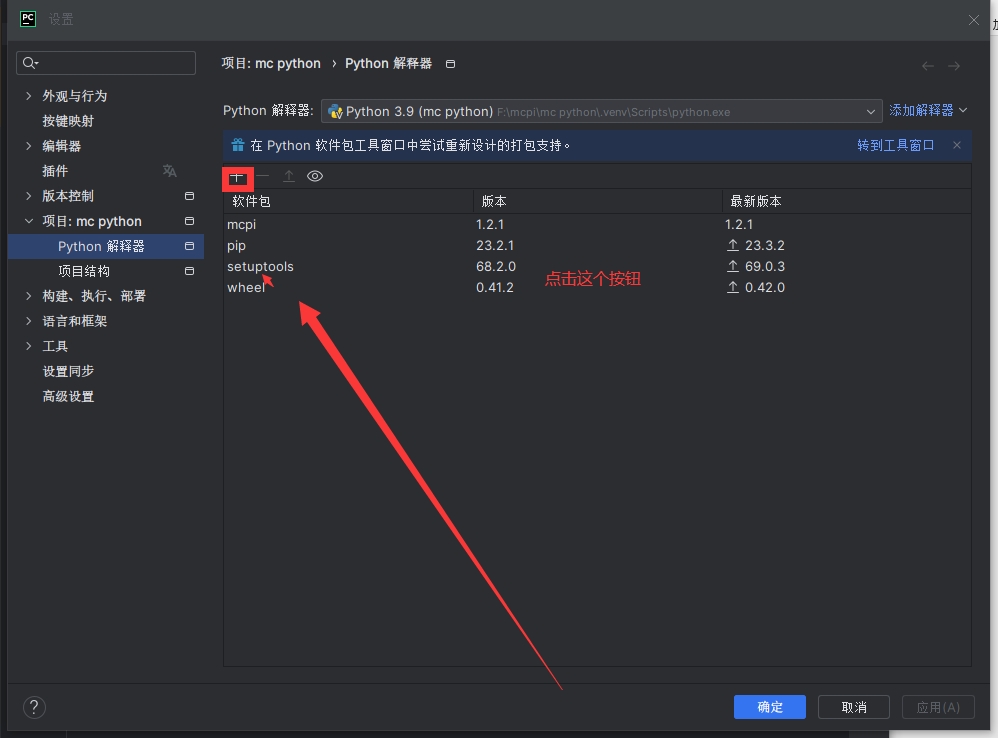 PC 设置
项目: mc python › Python 解释器
外观与行为
按键映射
编辑器
插件
版本控制
项目: mc python
Python 解释器
项目结构
构建、执行、部署
语言和框架
工具
设置同步
高级设置
Python 解释器: Python 3.9 (mc python) F:\mcpi\mc python\.venv\Scripts\python.exe 添加解释器
在 Python 软件包工具窗口中尝试重新设计的打包支持。 转到工具窗口
软件包 版本 最新版本
mcpi 1.2.1 1.2.1
pip 23.2.1 23.3.2
setuptools 68.2.0 69.0.3
wheel 0.41.2 0.42.0
点击这个按钮
? 确定 取消 应用(A)